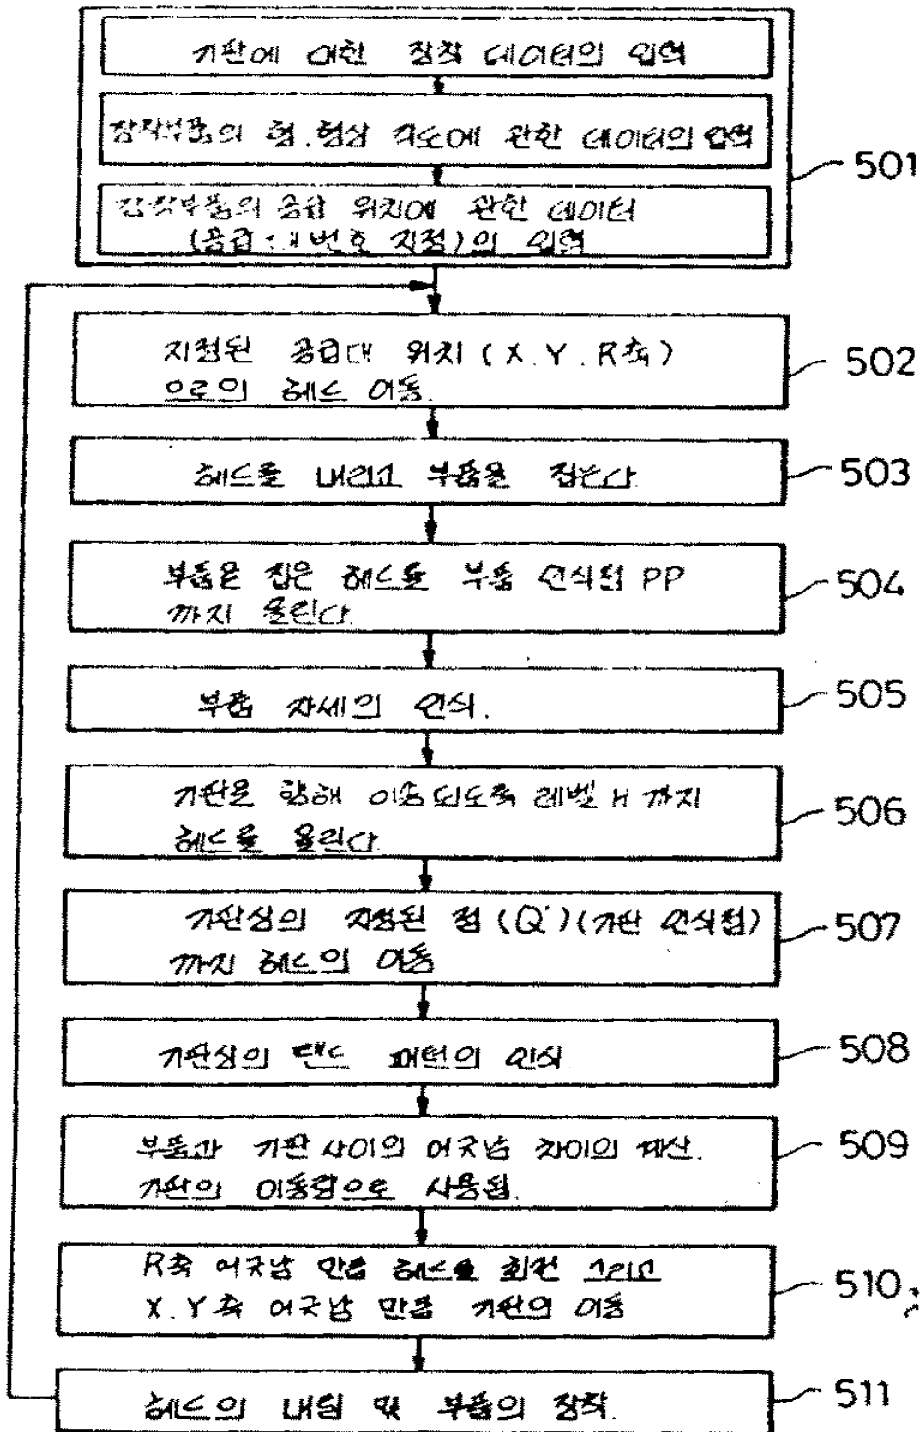 기판에 대한 장착 데이터의 입력
장착부품의 형.형상 각도에 관한 데이터의 입력
501
장착부품의 공급 위치에 관한 데이터
(공급대 번호 지정)의 입력
지정된 공급대 위치 (X.Y.R축)
502
으로의 헤드 이동.
헤드를 내리고 부품을 집는다
503
부품을 집은 헤드를 부품 인식점 PP
504
까지 올린다
부품 자세의 인식.
505
기판을 향해 이송되도록 레벨 H 까지
506
헤드를 올린다
기판상의 지정된 점 (Q')(기판 인식점)
507
까지 헤드의 이동
기판상의 랜드 패턴의 인식
508
부품과 기판 사이의 어긋남 차이의 계산.
509
기판의 이동량으로 사용됨.
R축 어긋남 만큼 헤드를 회전 그리고
510
X.Y축 어긋남 만큼 기판의 이동
헤드의 내림 및 부품의 장착.
511